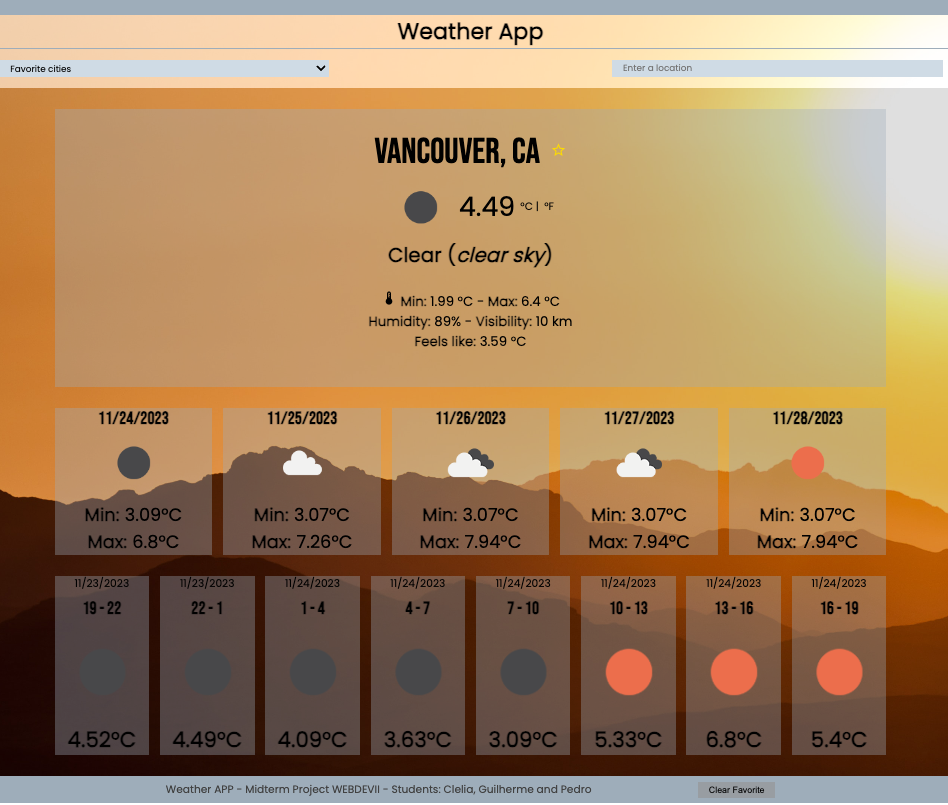 Weather App
Favorite cities
Enter a location
VANCOUVER, CA
4.49 °C | °F
Clear (clear sky)
Min: 1.99 °C - Max: 6.4 °C
Humidity: 89% - Visibility: 10 km
Feels like: 3.59 °C
11/24/2023
Min: 3.09°C
Max: 6.8°C
11/25/2023
Min: 3.07°C
Max: 7.26°C
11/26/2023
Min: 3.07°C
Max: 7.94°C
11/27/2023
Min: 3.07°C
Max: 7.94°C
11/28/2023
Min: 3.07°C
Max: 7.94°C
11/23/2023
19 - 22
4.52°C
11/23/2023
22 - 1
4.49°C
11/24/2023
1 - 4
4.09°C
11/24/2023
4 - 7
3.63°C
11/24/2023
7 - 10
3.09°C
11/24/2023
10 - 13
5.33°C
11/24/2023
13 - 16
6.8°C
11/24/2023
16 - 19
5.4°C
Weather APP - Midterm Project WEBDEVII - Students: Clelia, Guilherme and Pedro
Clear Favorite